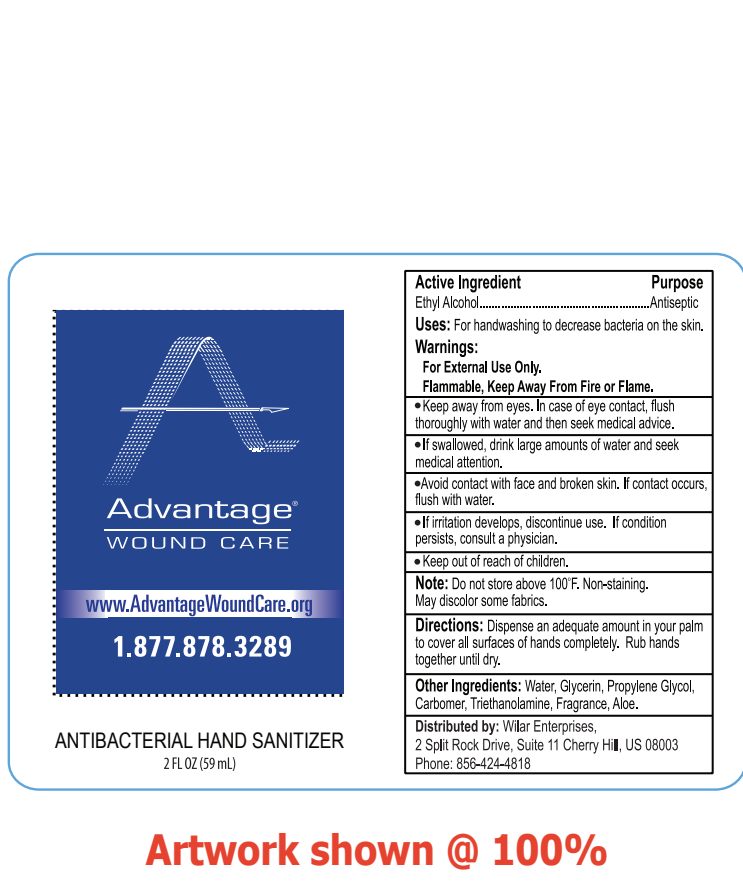 Advantage®
WOUND CARE
www.AdvantageWoundCare.org
1.877.878.3289
ANTIBACTERIAL HAND SANITIZER
2 FL OZ (59 mL)
Active Ingredient Purpose
Ethyl Alcohol..........................................................Antiseptic
Uses: For handwashing to decrease bacteria on the skin.
Warnings:
For External Use Only.
Flammable, Keep Away From Fire or Flame.
•Keep away from eyes. In case of eye contact, flush
thoroughly with water and then seek medical advice.
•If swallowed, drink large amounts of water and seek
medical attention.
•Avoid contact with face and broken skin. If contact occurs,
flush with water.
•If irritation develops, discontinue use. If condition
persists, consult a physician.
•Keep out of reach of children.
Note: Do not store above 100°F. Non-staining.
May discolor some fabrics.
Directions: Dispense an adequate amount in your palm
to cover all surfaces of hands completely. Rub hands
together until dry.
Other Ingredients: Water, Glycerin, Propylene Glycol,
Carbomer, Triethanolamine, Fragrance, Aloe.
Distributed by: Wilar Enterprises,
2 Split Rock Drive, Suite 11 Cherry Hill, US 08003
Phone: 856-424-4818
Artwork shown @ 100%